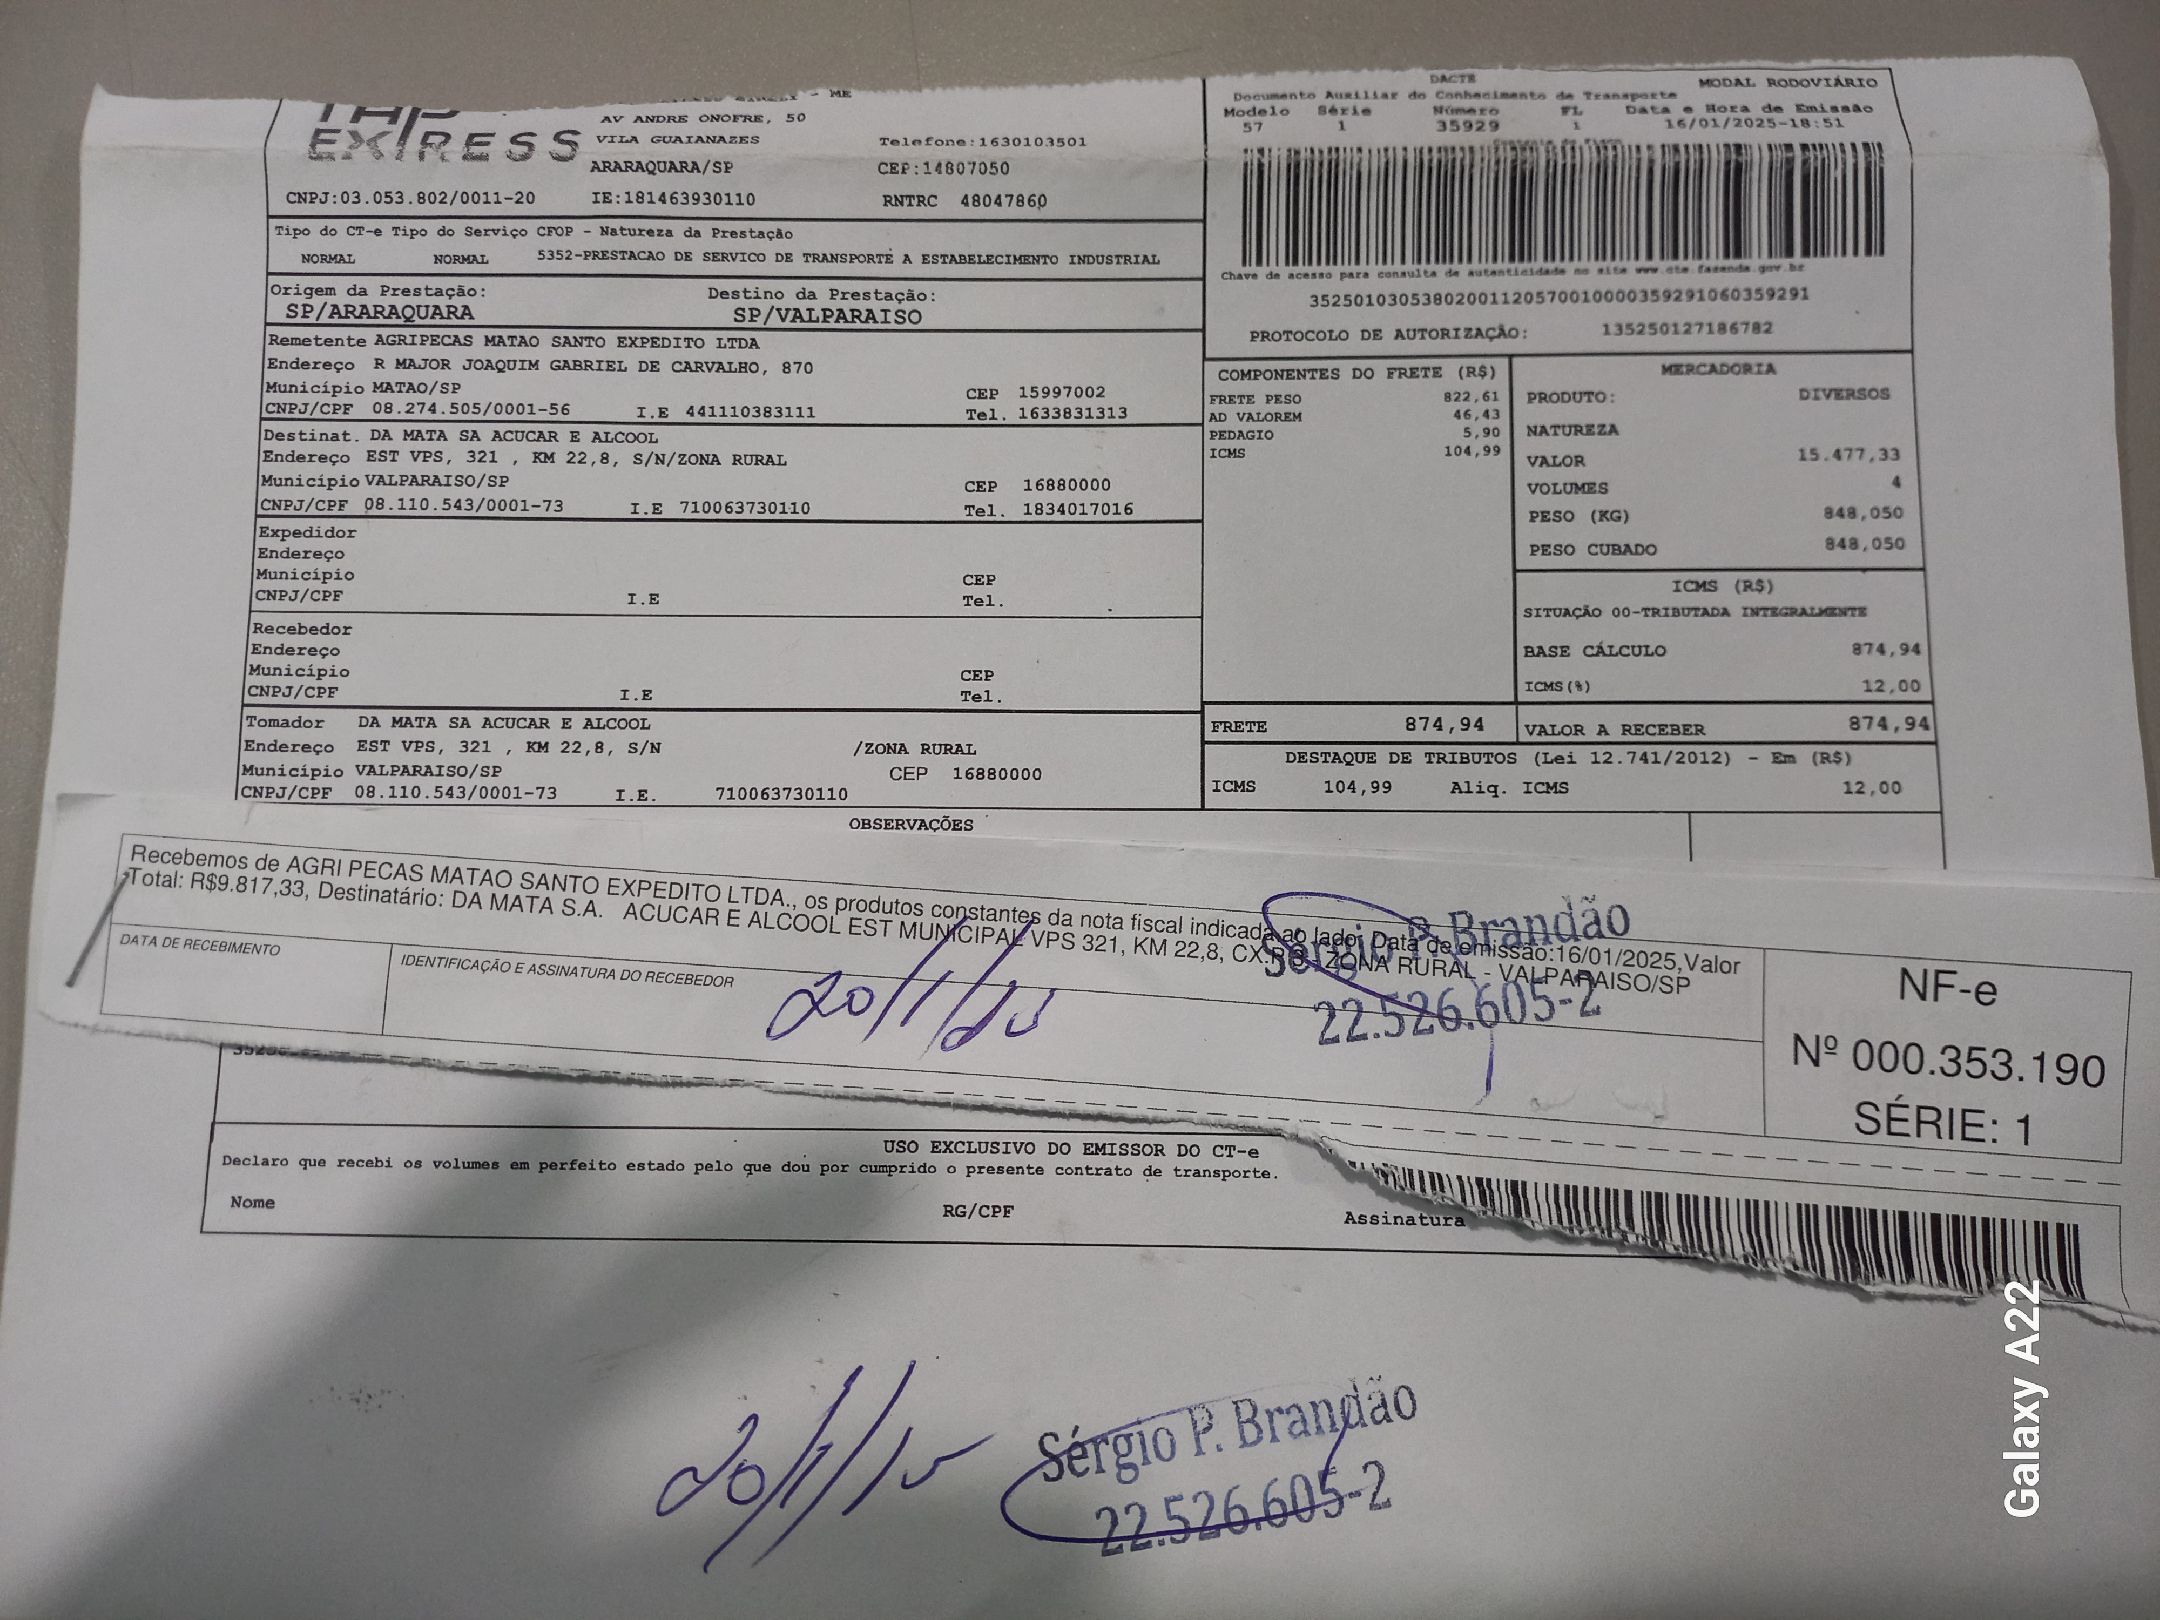 EXPRESS
- ME
AV ANDRE ONOFRE, 50
VILA GUAIANAZES Telefone:1630103501
ARARAQUARA/SP CEP:14807050
CNPJ:03.053.802/0011-20 IE:181463930110 RNTRC 48047860
DACTE MODAL RODOVIÁRIO
Documento Auxiliar do Conhecimento de Transporte
Modelo Série Número FL Data e Hora de Emissão
57 1 35929 1 16/01/2025-18:51
Chave de acesso para consulta de autenticidade no site www.cte.fazenda.gov.br
35250103053802001120570010000359291060359291
PROTOCOLO DE AUTORIZAÇÃO: 135250127186782
Tipo do CT-e Tipo do Serviço CFOP - Natureza da Prestação
NORMAL NORMAL 5352-PRESTACAO DE SERVICO DE TRANSPORTE A ESTABELECIMENTO INDUSTRIAL
Origem da Prestação: Destino da Prestação:
SP/ARARAQUARA SP/VALPARAISO
Remetente AGRIPECAS MATAO SANTO EXPEDITO LTDA
Endereço R MAJOR JOAQUIM GABRIEL DE CARVALHO, 870
Município MATAO/SP CEP 15997002
CNPJ/CPF 08.274.505/0001-56 I.E 441110383111 Tel. 1633831313
Destinat. DA MATA SA ACUCAR E ALCOOL
Endereço EST VPS, 321 , KM 22,8, S/N/ZONA RURAL
Município VALPARAISO/SP CEP 16880000
CNPJ/CPF 08.110.543/0001-73 I.E 710063730110 Tel. 1834017016
Expedidor
Endereço
Município CEP
CNPJ/CPF I.E Tel.
Recebedor
Endereço
Município CEP
CNPJ/CPF I.E Tel.
Tomador DA MATA SA ACUCAR E ALCOOL
Endereço EST VPS, 321 , KM 22,8, S/N /ZONA RURAL
Município VALPARAISO/SP CEP 16880000
CNPJ/CPF 08.110.543/0001-73 I.E. 710063730110
COMPONENTES DO FRETE (R$)
FRETE PESO 822,61
AD VALOREM 46,43
PEDAGIO 5,90
ICMS 104,99
MERCADORIA
PRODUTO: DIVERSOS
NATUREZA
VALOR 15.477,33
VOLUMES 4
PESO (KG) 848,050
PESO CUBADO 848,050
ICMS (R$)
SITUAÇÃO 00-TRIBUTADA INTEGRALMENTE
BASE CÁLCULO 874,94
ICMS(%) 12,00
FRETE 874,94 VALOR A RECEBER 874,94
DESTAQUE DE TRIBUTOS (Lei 12.741/2012) - Em (R$)
ICMS 104,99 Aliq. ICMS 12,00
OBSERVAÇÕES
Recebemos de AGRI PECAS MATAO SANTO EXPEDITO LTDA., os produtos constantes da nota fiscal indicada ao lado. Data de emissão:16/01/2025,Valor
Total: R$9.817,33, Destinatário: DA MATA S.A. ACUCAR E ALCOOL EST MUNICIPAL VPS 321, KM 22,8, ZONA RURAL - VALPARAISO/SP
DATA DE RECEBIMENTO
IDENTIFICAÇÃO E ASSINATURA DO RECEBEDOR
20/1/25
Sérgio P. Brandão
22.526.605-2
NF-e
Nº 000.353.190
SÉRIE: 1
USO EXCLUSIVO DO EMISSOR DO CT-e
Declaro que recebi os volumes em perfeito estado pelo que dou por cumprido o presente contrato de transporte.
Nome RG/CPF Assinatura
20/1/
Sérgio P. Brandão
22.526.605-2
Galaxy A22